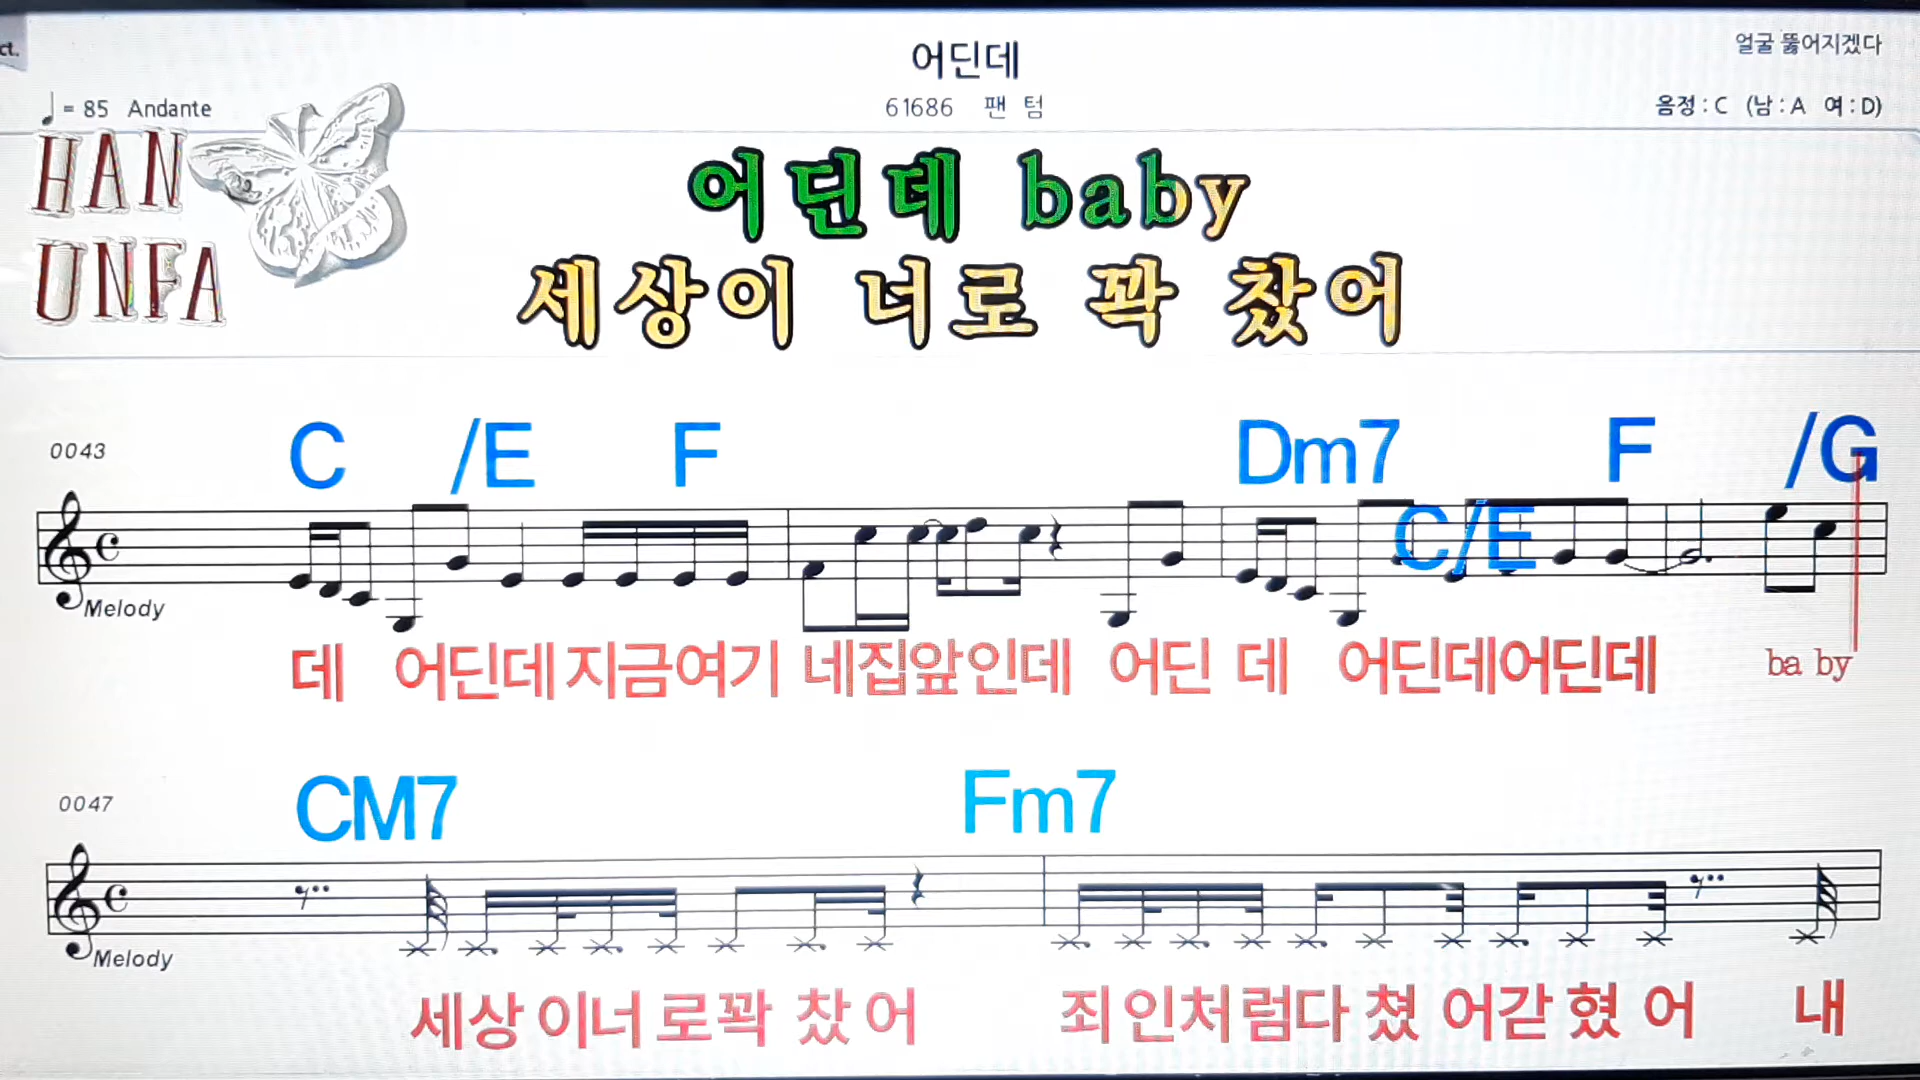 ct.
어딘데
얼굴 뚫어지겠다
♩= 85 Andante
61686 팬 텀
음정 : C (남 : A 여 : D)
HAN
UNFA
어딘데 baby
세상이 너로 꽉 찼어
0043
C /E F Dm7 C/E F /G
Melody
데 어딘데 지금여기 네집앞인데 어딘 데 어딘데어딘데 ba by
0047
CM7 Fm7
Melody
세상 이너 로꽉 찼 어 죄인처럼다 쳤 어갇 혔 어 내